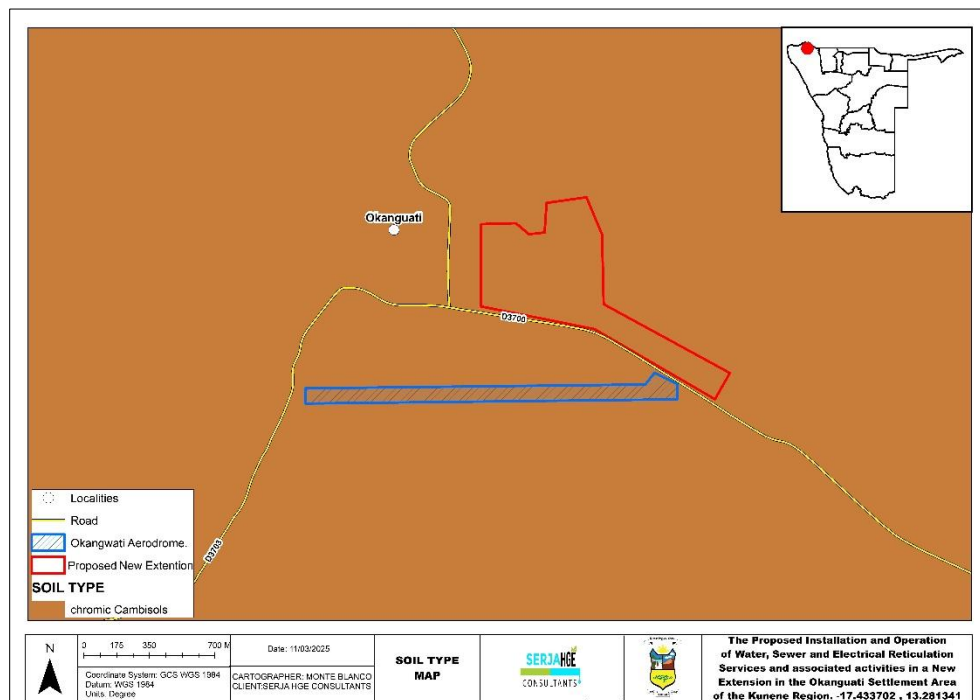 Okanguati
D3700
D3703
Localities
Road
Okangwati Aerodrome.
Proposed New Extention
SOIL TYPE
chromic Cambisols
N
0 175 350 700 M
Coordinate System: GCS WGS 1984
Datum: WGS 1984
Units: Degree
Date: 11/03/2025
CARTOGRAPHER: MONTE BLANCO
CLIENT:SERJA HGE CONSULTANTS
SOIL TYPE
MAP
SERJA HGE
CONSULTANTS
The Proposed Installation and Operation
of Water, Sewer and Electrical Reticulation
Services and associated activities in a New
Extension in the Okanguati Settlement Area
of the Kunene Region. -17.433702 , 13.281341